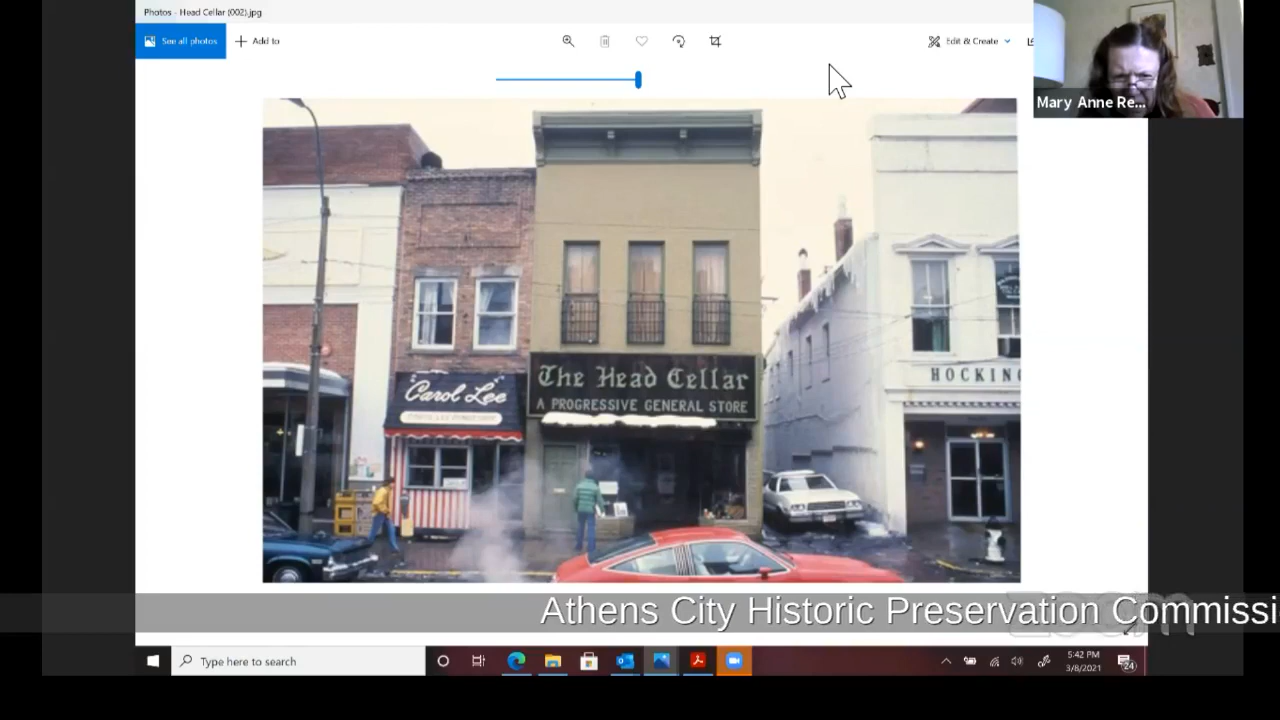 Photos - Head Cellar (002).jpg
See all photos
Add to
Edit & Create
Mary Anne Re...
Carol Lee
The Head Cellar
A PROGRESSIVE GENERAL STORE
HOCKING
Athens City Historic Preservation Commissi
zoom
Type here to search
5:42 PM
3/8/2021
24